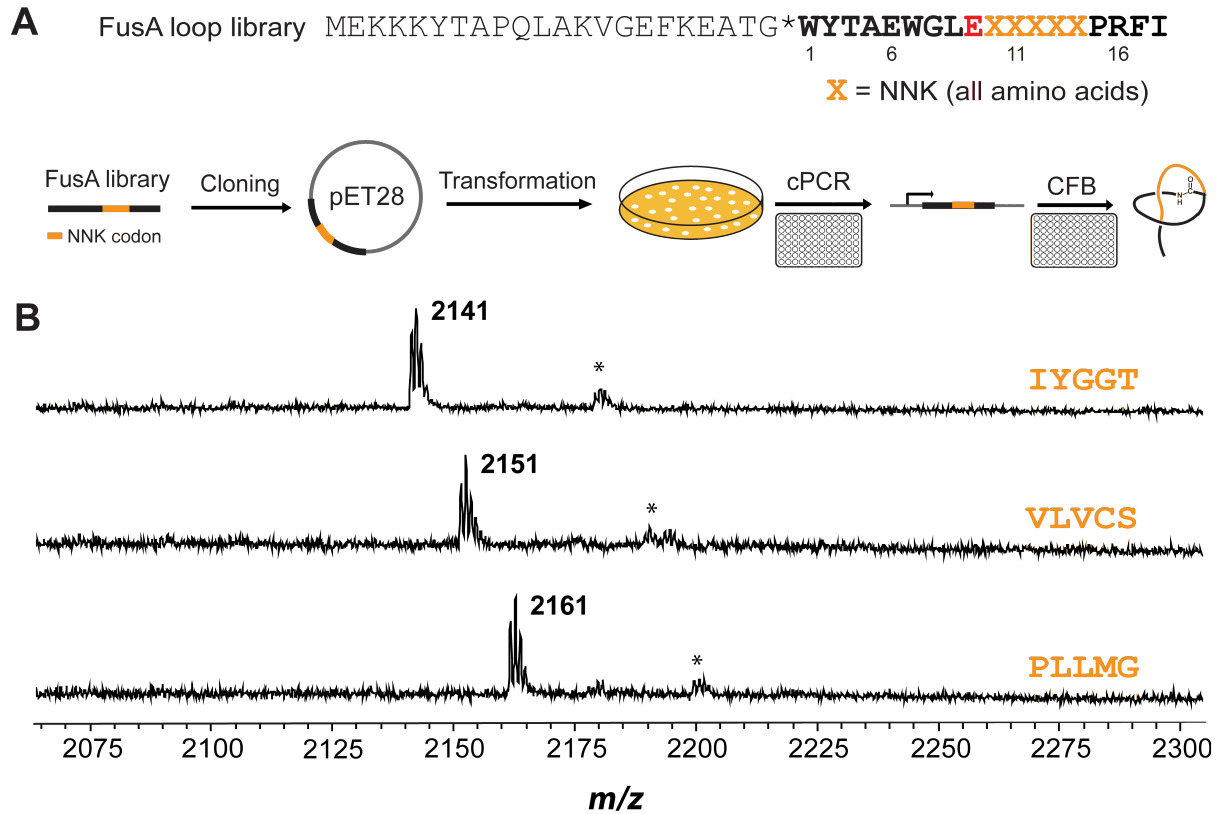 A
FusA loop library MEKKKYTAPQLAKVGEFKEATG*WYTAEWGLEXXXXXPRFI
1 6 11 16
X = NNK (all amino acids)
FusA library
NNK codon
Cloning
pET28
Transformation
cPCR
CFB
N
H
C
O
B
2141
*
IYGGT
2151
*
VLVCS
2161
*
PLLMG
2075 2100 2125 2150 2175 2200 2225 2250 2275 2300
m/z